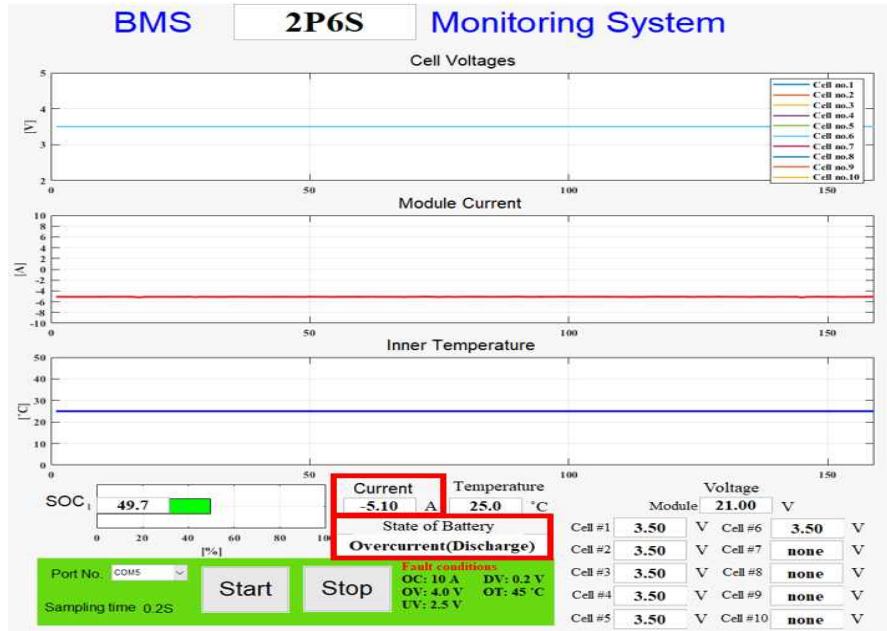 BMS 2P6S Monitoring System
Cell Voltages
5
4
3
2
[V]
0 50 100 150
Cell no.1
Cell no.2
Cell no.3
Cell no.4
Cell no.5
Cell no.6
Cell no.7
Cell no.8
Cell no.9
Cell no.10
Module Current
10
8
6
4
2
0
-2
-4
-6
-8
-10
[A]
0 50 100 150
Inner Temperature
50
40
30
20
10
0
[˚C]
0 50 100 150
SOC 49.7
0 20 40 60 80 100
[%]
Current
-5.10 A
Temperature
25.0 ˚C
Voltage
Module 21.00 V
State of Battery
Overcurrent(Discharge)
Cell #1 3.50 V Cell #6 3.50 V
Cell #2 3.50 V Cell #7 none V
Cell #3 3.50 V Cell #8 none V
Cell #4 3.50 V Cell #9 none V
Cell #5 3.50 V Cell #10 none V
Port No. COM5
Sampling time 0.2S
Start
Stop
Fault conditions
OC: 10 A DV: 0.2 V
OV: 4.0 V OT: 45 ˚C
UV: 2.5 V